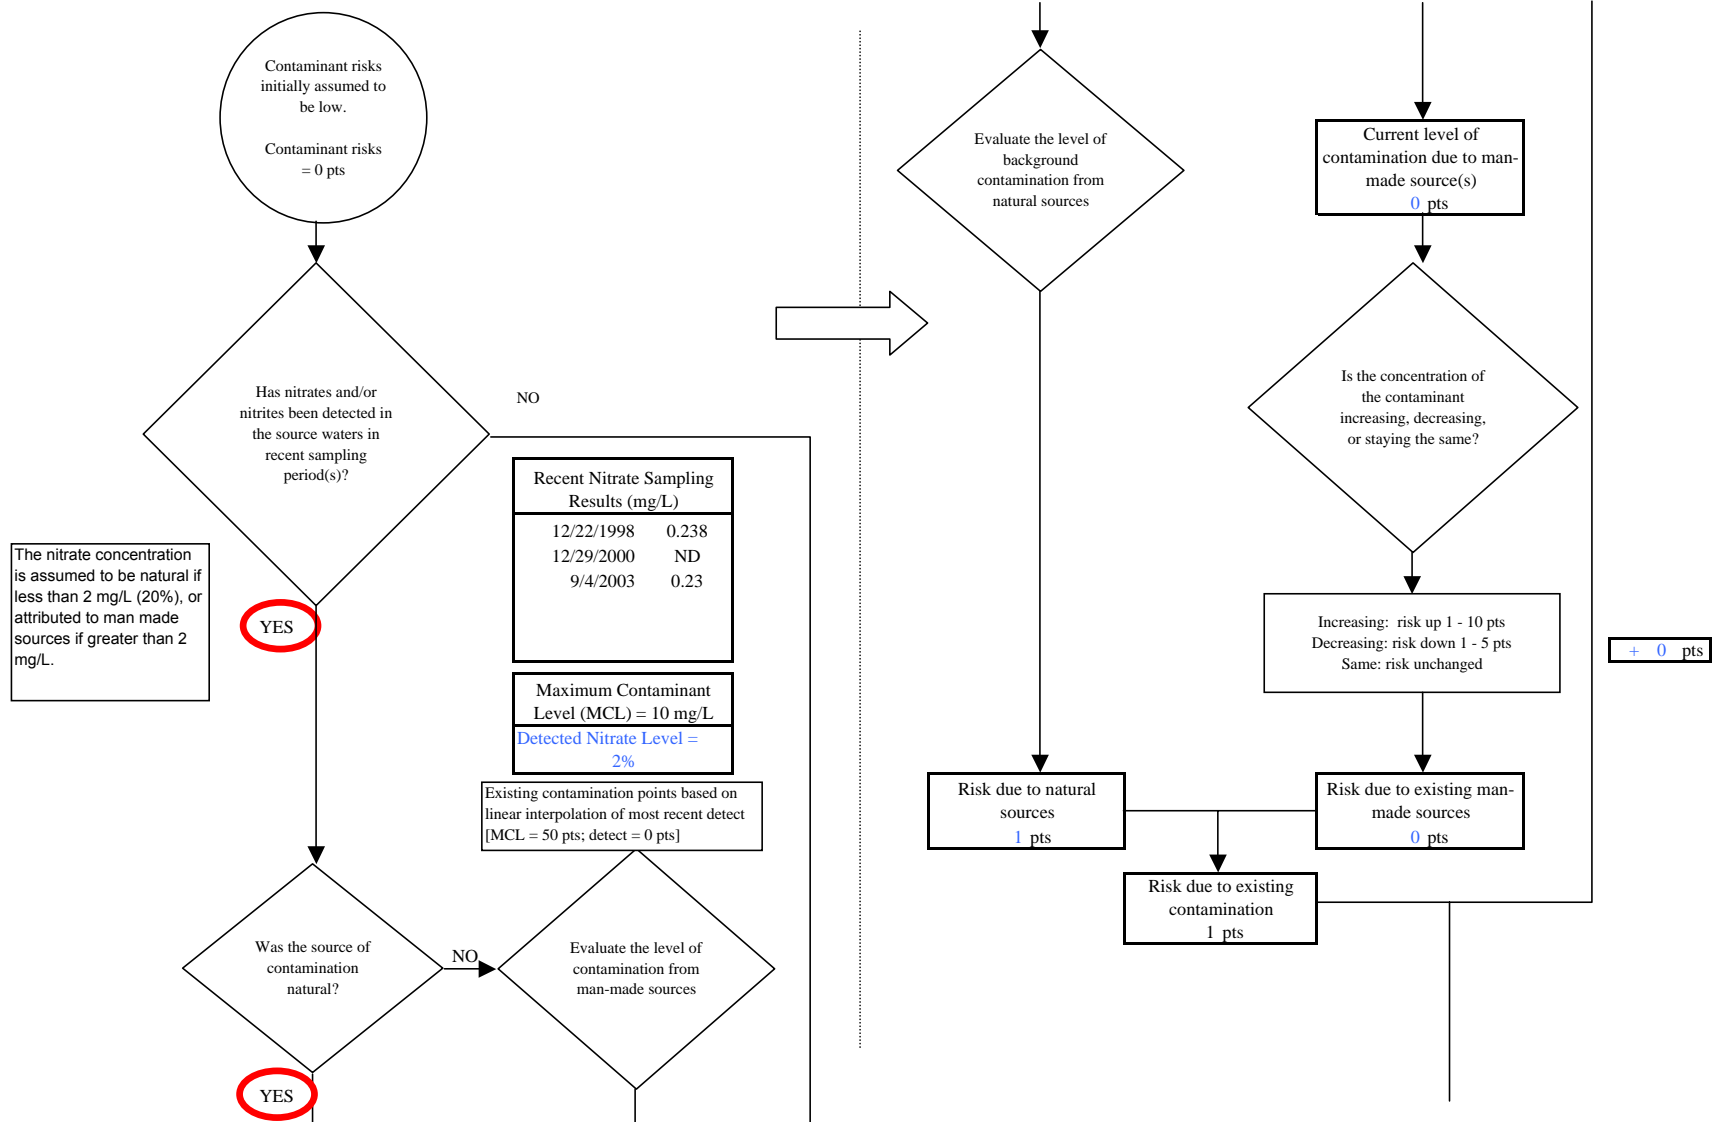 Contaminant risks
initially assumed to
be low.
Contaminant risks
= 0 pts
Has nitrates and/or
nitrites been detected in
the source waters in
recent sampling
period(s)?
NO
Recent Nitrate Sampling
Results (mg/L)
12/22/1998 0.238
12/29/2000 ND
9/4/2003 0.23
The nitrate concentration
is assumed to be natural if
less than 2 mg/L (20%), or
attributed to man made
sources if greater than 2
mg/L.
YES
Maximum Contaminant
Level (MCL) = 10 mg/L
Detected Nitrate Level =
2%
Existing contamination points based on
linear interpolation of most recent detect
[MCL = 50 pts; detect = 0 pts]
Was the source of
contamination
natural?
NO
Evaluate the level of
contamination from
man-made sources
YES
Evaluate the level of
background
contamination from
natural sources
Current level of
contamination due to man-
made source(s)
0 pts
Is the concentration of
the contaminant
increasing, decreasing,
or staying the same?
Increasing: risk up 1 - 10 pts
Decreasing: risk down 1 - 5 pts
Same: risk unchanged
+ 0 pts
Risk due to natural
sources
1 pts
Risk due to existing man-
made sources
0 pts
Risk due to existing
contamination
1 pts